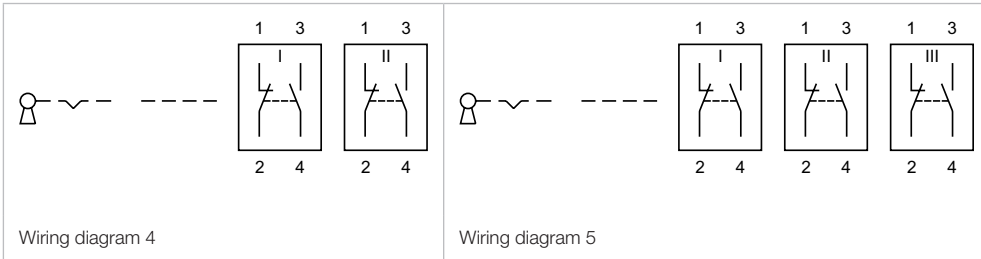 1 3 1 3
I II
2 4 2 4
Wiring diagram 4
1 3 1 3 1 3
I II III
2 4 2 4 2 4
Wiring diagram 5